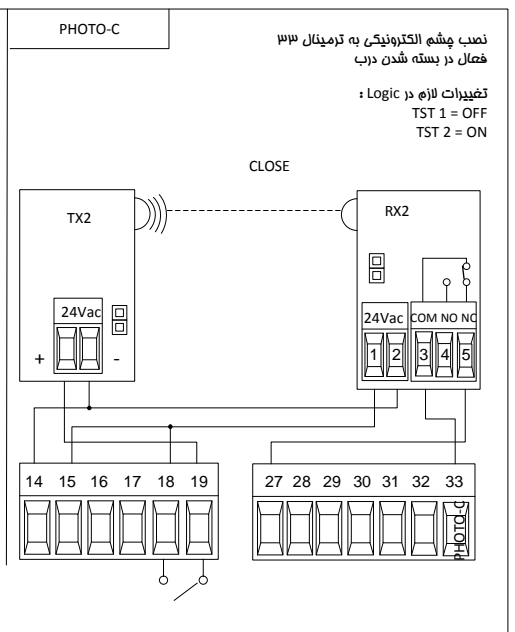 PHOTO-C
نصب چشم الکترونیکی به ترمینال ۳۳
فعال در بسته شدن درب
تغییرات لازم در Logic :
TST 1 = OFF
TST 2 = ON
CLOSE
TX2
RX2
24Vac
+ -
24Vac
COM NO NC
1 2 3 4 5
14 15 16 17 18 19
27 28 29 30 31 32 33
PHOTO-C